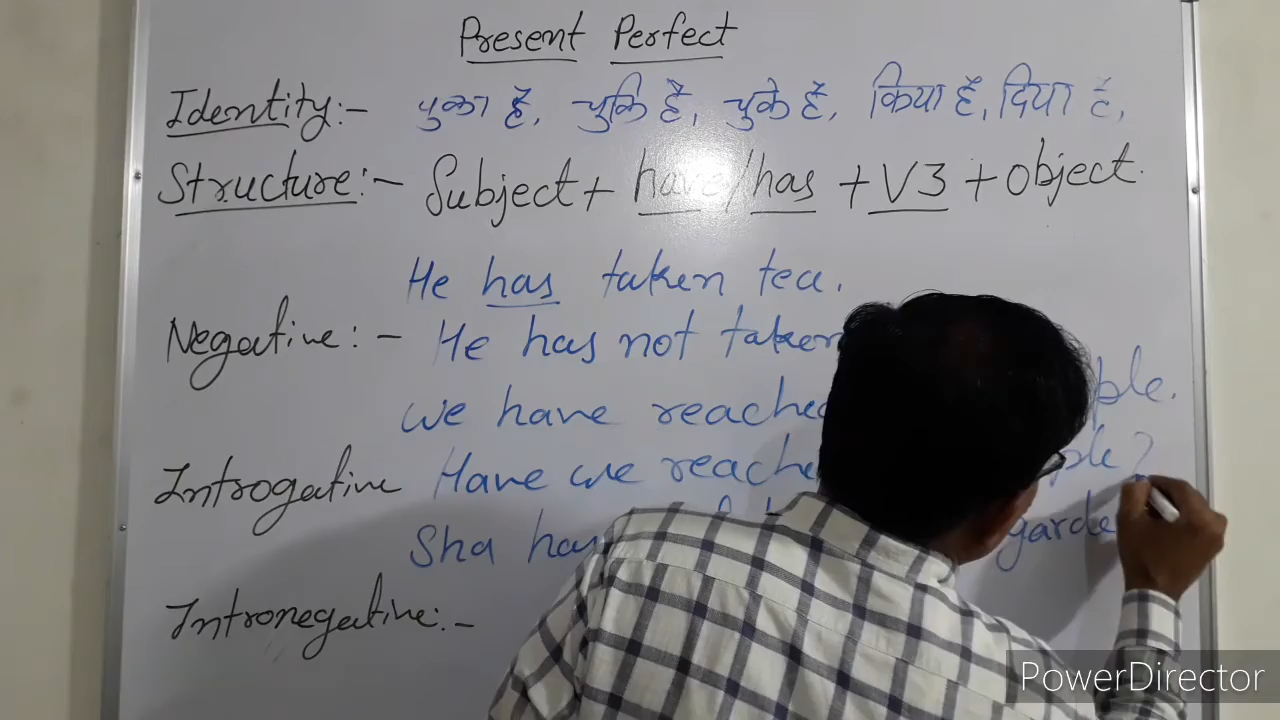 Present Perfect
Identity:- चुका है, चुकि है, चुके हैं, किया है, दिया है,
Structure:- Subject + have/has + V3 + object.
He has taken tea.
Negative:- He has not taken
We have reached ple.
Introgative Have we reache ple?
Sha has garde
Intronegative:-
PowerDirector